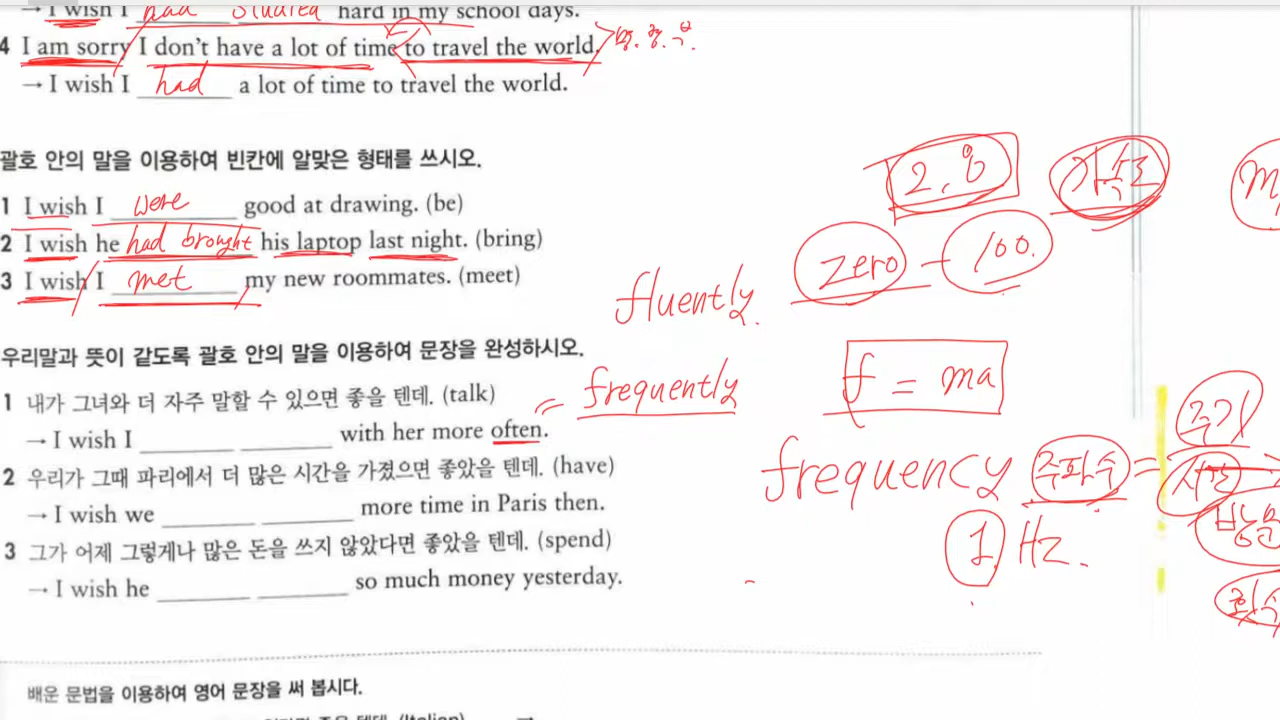 → I wish I had studied hard in my school days.
4 I am sorry I don't have a lot of time to travel the world. 명.형.부.
→ I wish I had a lot of time to travel the world.
괄호 안의 말을 이용하여 빈칸에 알맞은 형태를 쓰시오.
1 I wish I were good at drawing. (be)
2 I wish he had brought his laptop last night. (bring)
3 I wish I met my new roommates. (meet)
우리말과 뜻이 같도록 괄호 안의 말을 이용하여 문장을 완성하시오.
1 내가 그녀와 더 자주 말할 수 있으면 좋을 텐데. (talk)
→ I wish I ________ ________ with her more often.
= frequently
2 우리가 그때 파리에서 더 많은 시간을 가졌으면 좋았을 텐데. (have)
→ I wish we ________ ________ more time in Paris then.
3 그가 어제 그렇게나 많은 돈을 쓰지 않았다면 좋았을 텐데. (spend)
→ I wish he ________ ________ so much money yesterday.
배운 문법을 이용하여 영어 문장을 써 봅시다.
가속도
zero - 100.
fluently.
f = ma
frequency 주파수 =
주기
1 Hz.